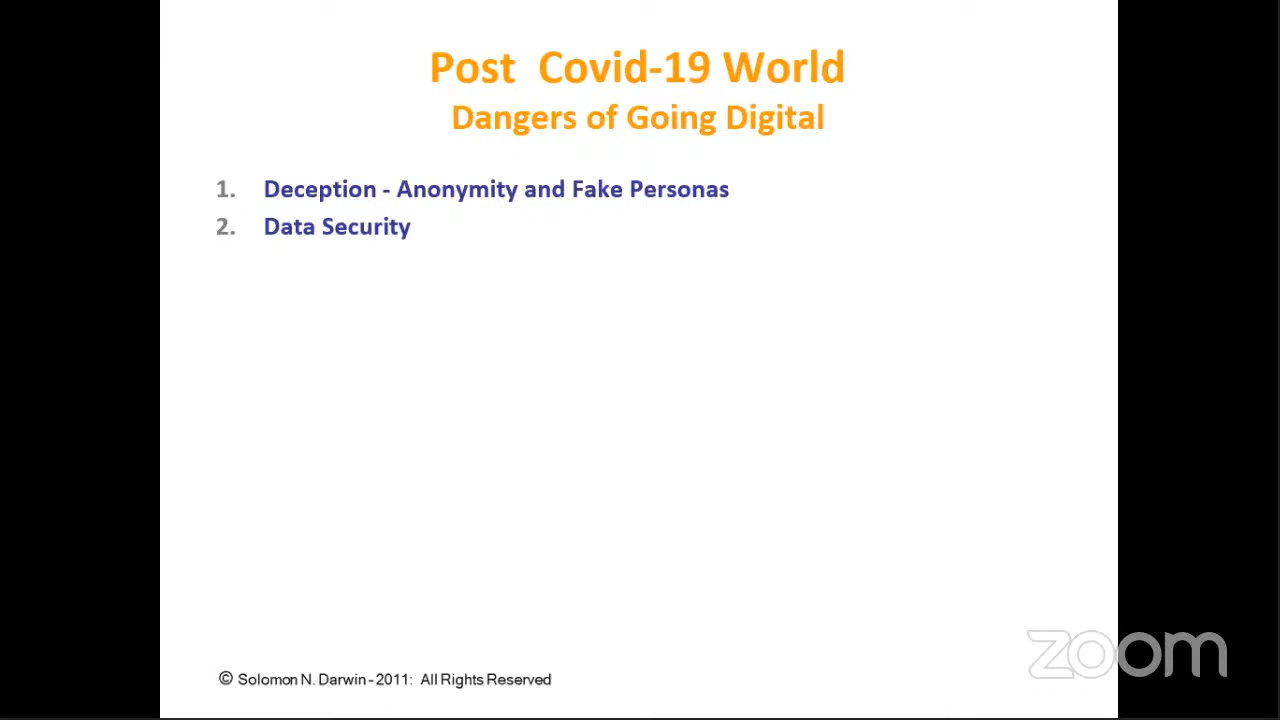 Post Covid-19 World
Dangers of Going Digital
1. Deception - Anonymity and Fake Personas
2. Data Security
© Solomon N. Darwin - 2011: All Rights Reserved
zoom